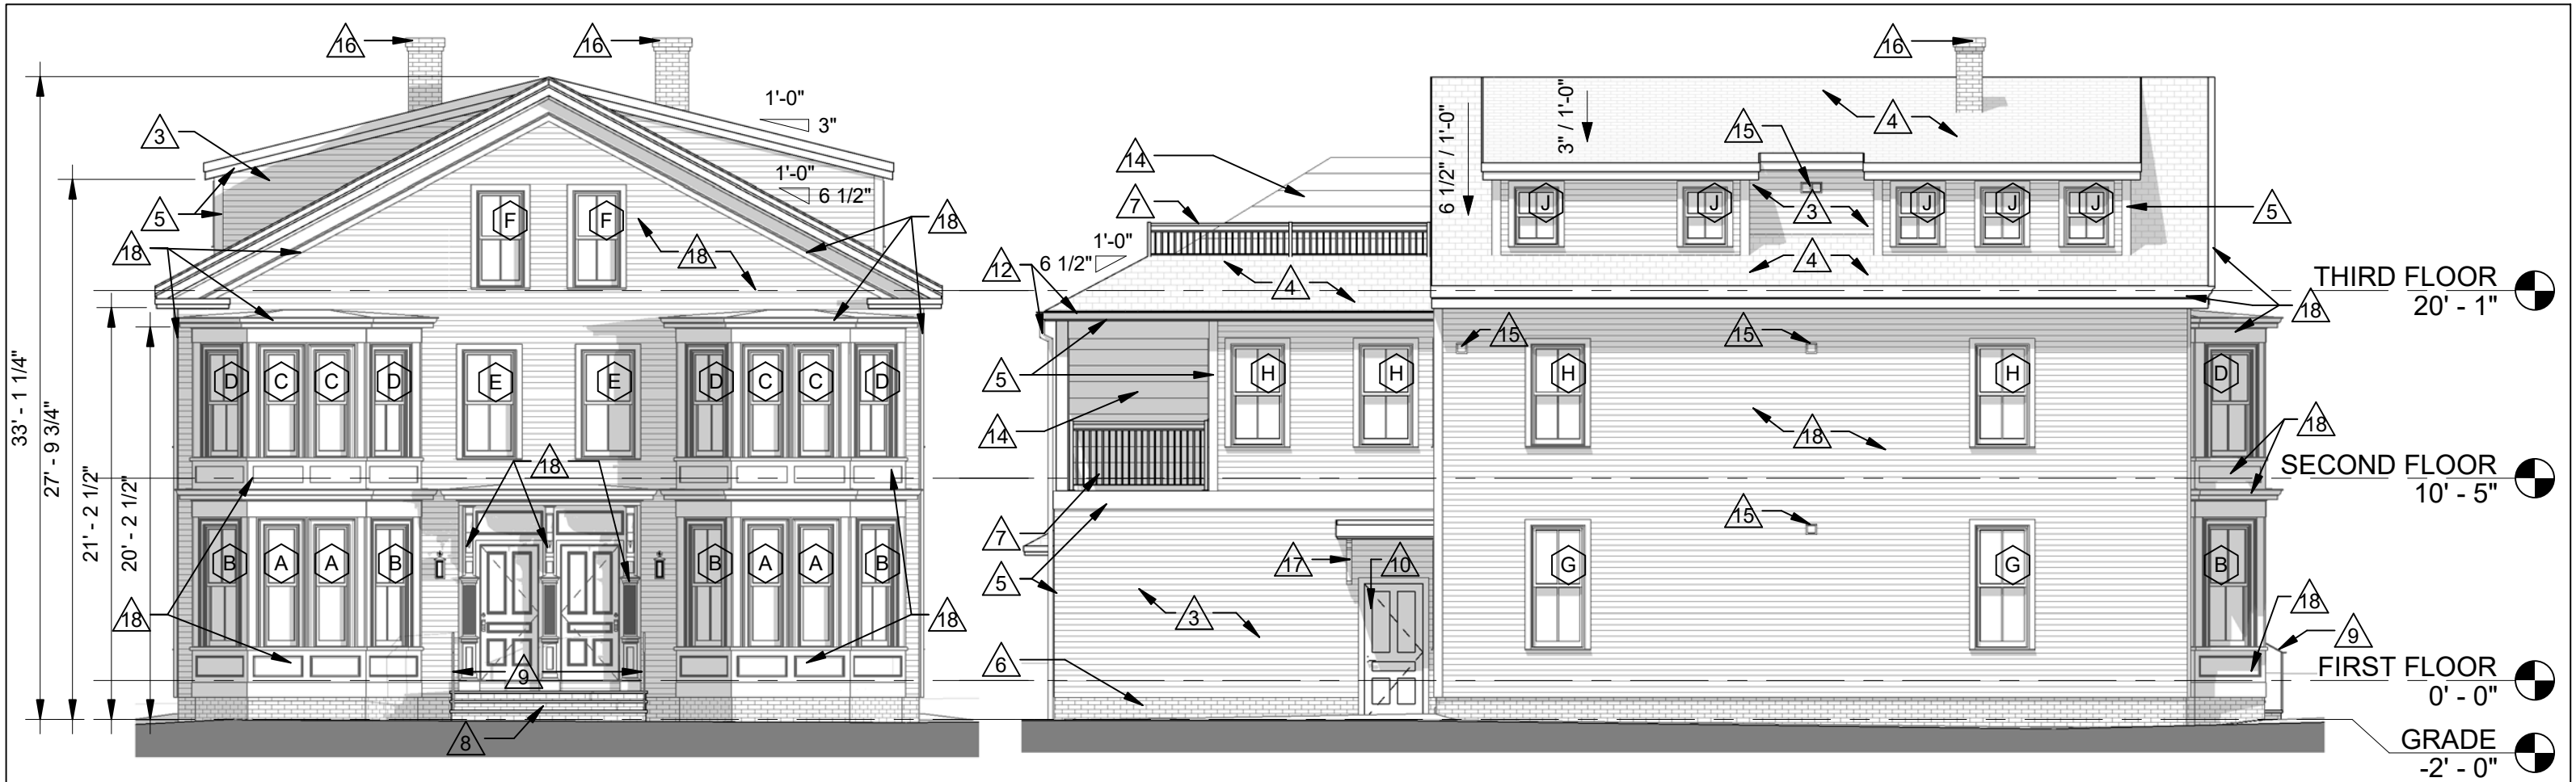 16
16
16
1'-0"
3"
3
1'-0"
6 1/2"
5
18
F
F
18
18
33' - 1 1/4"
27' - 9 3/4"
21' - 2 1/2"
20' - 2 1/2"
D
C
C
D
E
E
D
C
C
D
18
B
A
A
B
B
A
A
B
18
18
9
8
14
7
1'-0"
6 1/2"
12
4
5
14
7
5
3
6
17
10
H
H
6 1/2" / 1'-0"
3" / 1'-0"
4
15
J
J
J
J
J
3
5
4
18
15
15
H
H
D
18
18
15
G
G
B
18
9
THIRD FLOOR
20' - 1"
SECOND FLOOR
10' - 5"
FIRST FLOOR
0' - 0"
GRADE
-2' - 0"